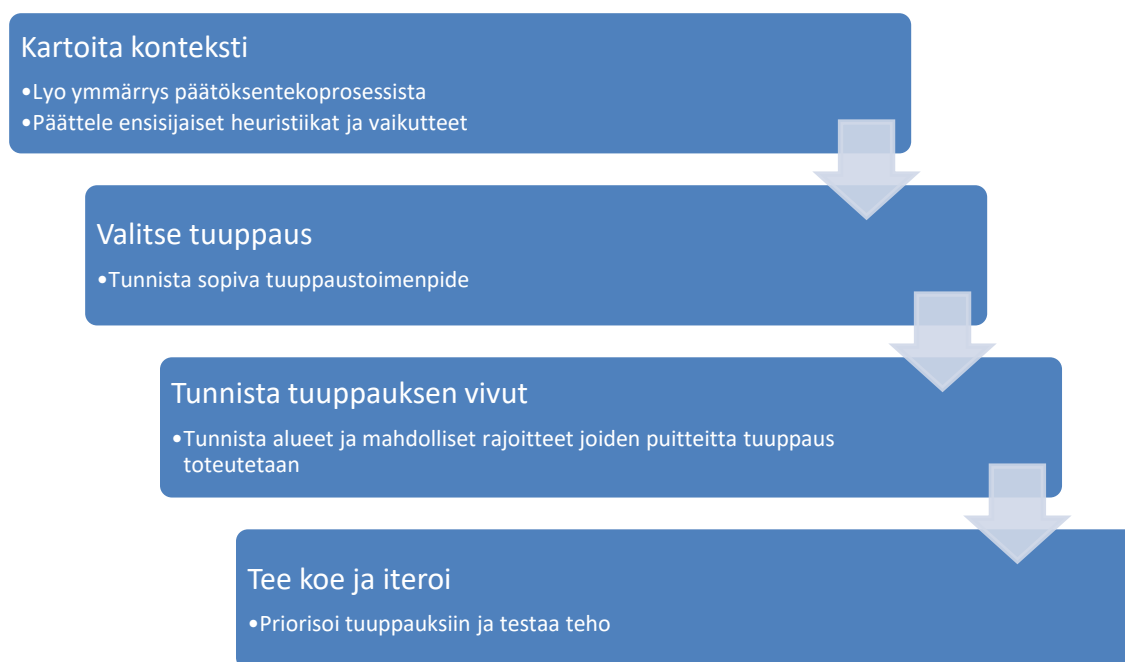 Kartoita konteksti
•Lyo ymmärrys päätöksentekoprosessista
•Päättele ensisijaiset heuristiikat ja vaikutteet
Valitse tuuppaus
•Tunnista sopiva tuuppaustoimenpide
Tunnista tuuppauksen vivut
•Tunnista alueet ja mahdolliset rajoitteet joiden puitteitta tuuppaus
toteutetaan
Tee koe ja iteroi
•Priorisoi tuuppauksiin ja testaa teho